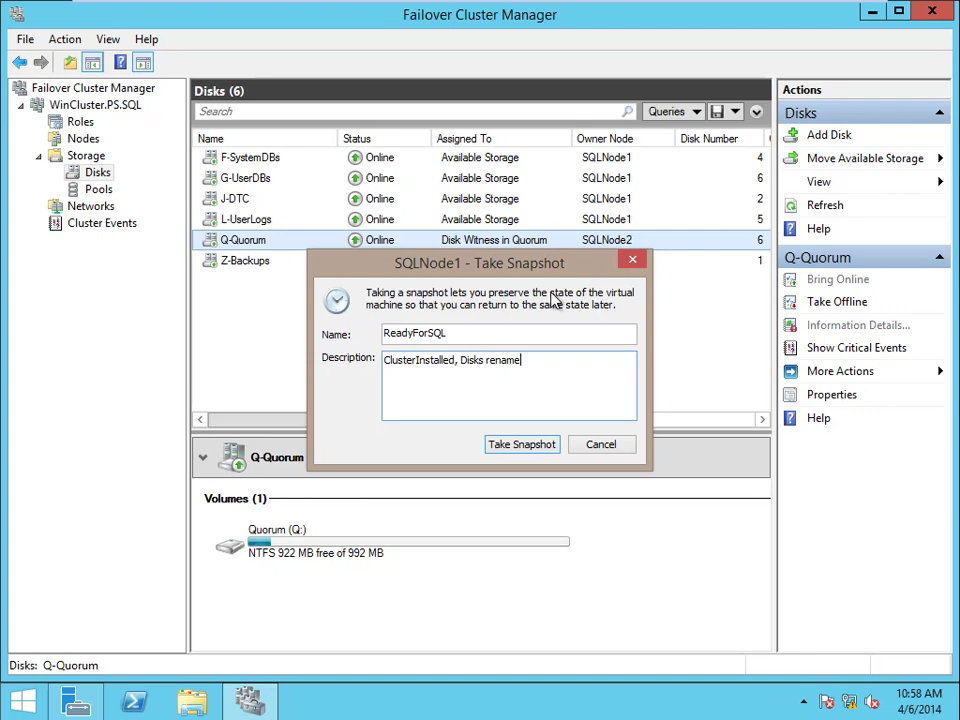 Failover Cluster Manager
File Action View Help
Failover Cluster Manager
WinCluster.PS.SQL
Roles
Nodes
Storage
Disks
Pools
Networks
Cluster Events
Disks (6)
Search
Queries
Name Status Assigned To Owner Node Disk Number
F-SystemDBs Online Available Storage SQLNode1 4
G-UserDBs Online Available Storage SQLNode1 6
J-DTC Online Available Storage SQLNode1 2
L-UserLogs Online Available Storage SQLNode1 5
Q-Quorum Online Disk Witness in Quorum SQLNode2 6
Z-Backups 1
SQLNode1 - Take Snapshot
Taking a snapshot lets you preserve the state of the virtual
machine so that you can return to the same state later.
Name: ReadyForSQL
Description: ClusterInstalled, Disks rename
Take Snapshot Cancel
Q-Quorum
Volumes (1)
Quorum (Q:)
NTFS 922 MB free of 992 MB
Actions
Disks
Add Disk
Move Available Storage
View
Refresh
Help
Q-Quorum
Bring Online
Take Offline
Information Details...
Show Critical Events
More Actions
Properties
Help
Disks: Q-Quorum
10:58 AM
4/6/2014